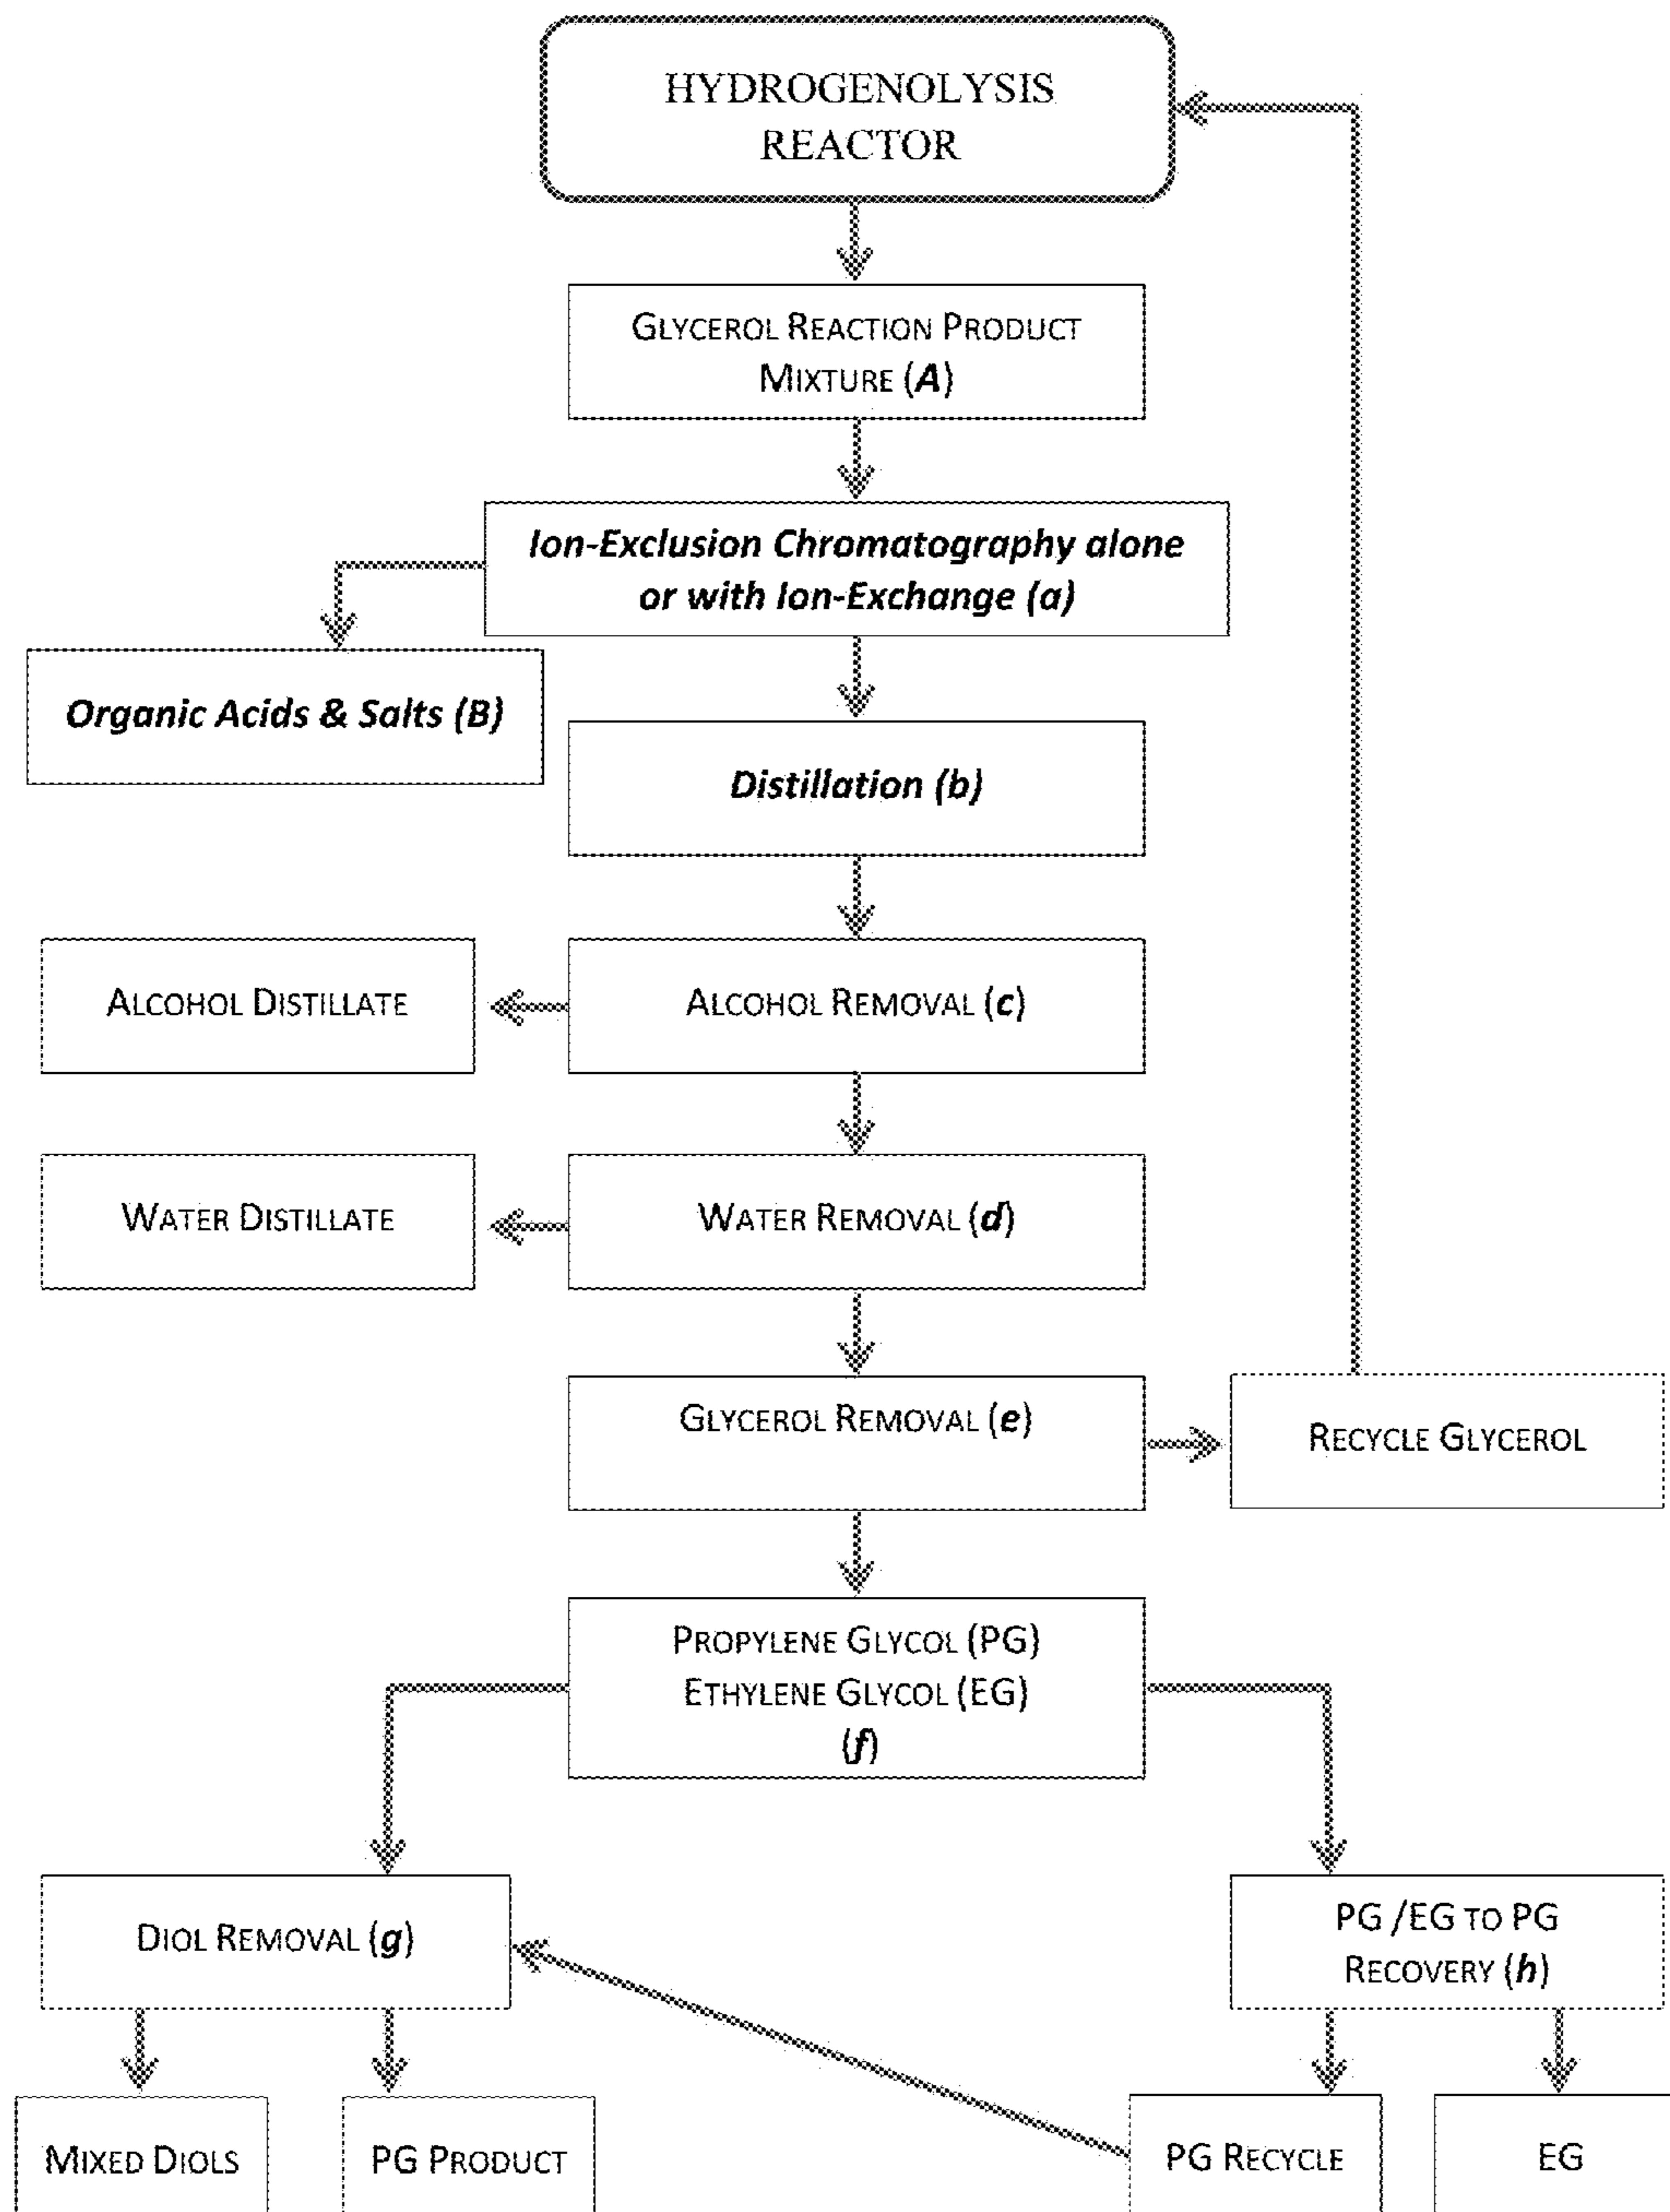 HYDROGENOLYSIS
REACTOR
GLYCEROL REACTION PRODUCT
MIXTURE (A)
Ion-Exclusion Chromatography alone
or with Ion-Exchange (a)
Organic Acids & Salts (B)
Distillation (b)
ALCOHOL DISTILLATE
ALCOHOL REMOVAL (c)
WATER DISTILLATE
WATER REMOVAL (d)
GLYCEROL REMOVAL (e)
RECYCLE GLYCEROL
PROPYLENE GLYCOL (PG)
ETHYLENE GLYCOL (EG)
(f)
DIOL REMOVAL (g)
PG /EG TO PG
RECOVERY (h)
MIXED DIOLS
PG PRODUCT
PG RECYCLE
EG